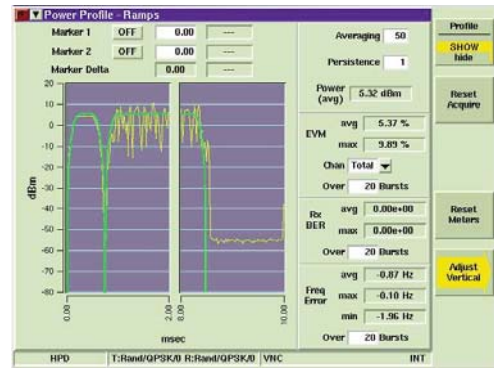 Power Profile - Ramps
Marker 1 OFF 0.00 ---
Marker 2 OFF 0.00 ---
Marker Delta 0.00 ---
20
10
0
-10
-20
-30
-40
-50
-60
-70
-80
dBm
0.00
2.00
8.00
10.00
msec
Averaging 50
Persistence 1
Power (avg) 5.32 dBm
EVM
avg 5.37 %
max 9.89 %
Chan Total
Over 20 Bursts
Rx BER
avg 0.00e+00
max 0.00e+00
Over 20 Bursts
Freq Error
avg -0.87 Hz
max -0.10 Hz
min -1.96 Hz
Over 20 Bursts
Profile
SHOW
hide
Reset
Acquire
Reset
Meters
Adjust
Vertical
HPD T:Rand/QPSK/0 R:Rand/QPSK/0 VNC INT